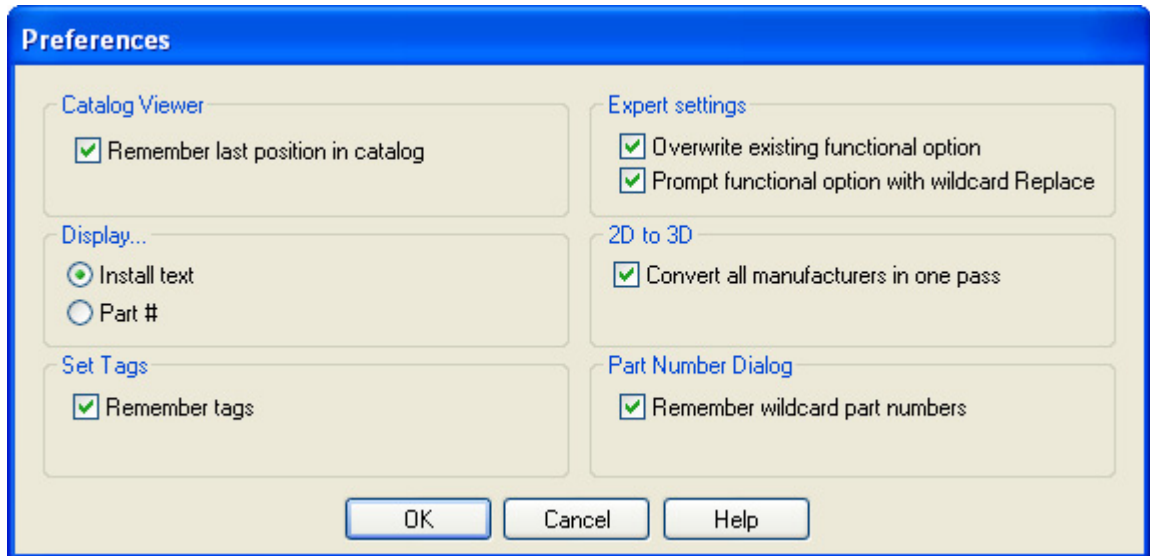 Preferences
Catalog Viewer
Remember last position in catalog
Expert settings
Overwrite existing functional option
Prompt functional option with wildcard Replace
Display...
Install text
Part #
2D to 3D
Convert all manufacturers in one pass
Set Tags
Remember tags
Part Number Dialog
Remember wildcard part numbers
OK
Cancel
Help